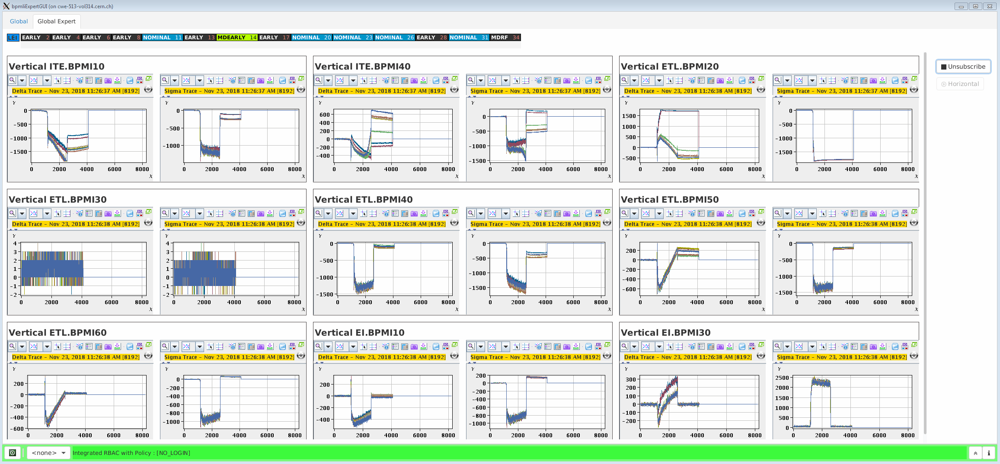 bpmliExpertGUI (on cwe-513-vol314.cern.ch)
Global Global Expert
LEI EARLY 2 EARLY 4 EARLY 6 EARLY 8 NOMINAL 11 EARLY 13 MDEARLY 14 EARLY 17 NOMINAL 20 NOMINAL 23 NOMINAL 26 EARLY 28 NOMINAL 31 MDRF 34
Unsubscribe
Horizontal
Vertical ITE.BPMI10
Delta Trace - Nov 23, 2018 11:26:37 AM [8192]
Y
0
-500
-1000
-1500
0 2000 4000 6000 8000
X
Sigma Trace - Nov 23, 2018 11:26:37 AM [8192]
Y
0
-500
-1000
0 2000 4000 6000 8000
X
Vertical ITE.BPMI40
Delta Trace - Nov 23, 2018 11:26:37 AM [8192]
Y
600
400
200
0
-200
-400
0 2000 4000 6000 8000
X
Sigma Trace - Nov 23, 2018 11:26:37 AM [8192]
Y
0
-500
-1000
-1500
0 2000 4000 6000 8000
X
Vertical ETL.BPMI20
Delta Trace - Nov 23, 2018 11:26:38 AM [8192]
Y
1500
1000
500
0
-500
0 2000 4000 6000 8000
X
Sigma Trace - Nov 23, 2018 11:26:37 AM [8192]
Y
0
-500
-1000
-1500
0 2000 4000 6000 8000
X
Vertical ETL.BPMI30
Delta Trace - Nov 23, 2018 11:26:38 AM [8192]
Y
4
3
2
1
0
-1
-2
0 2000 4000 6000 8000
X
Sigma Trace - Nov 23, 2018 11:26:38 AM [8192]
Y
4
3
2
1
0
-1
-2
0 2000 4000 6000 8000
X
Vertical ETL.BPMI40
Delta Trace - Nov 23, 2018 11:26:38 AM [8192]
Y
0
-500
-1000
-1500
0 2000 4000 6000 8000
Sigma Trace - Nov 23, 2018 11:26:38 AM [8192]
Y
0
-500
-1000
-1500
0 2000 4000 6000 8000
X
Vertical ETL.BPMI50
Delta Trace - Nov 23, 2018 11:26:38 AM [8192]
Y
200
0
-200
-400
-600
0 2000 4000 6000 8000
X
Sigma Trace - Nov 23, 2018 11:26:38 AM [8192]
Y
0
-500
-1000
-1500
0 2000 4000 6000 8000
X
Vertical ETL.BPMI60
Delta Trace - Nov 23, 2018 11:26:38 AM [8192]
Y
200
0
-200
-400
-600
0 2000 4000 6000 8000
Sigma Trace - Nov 23, 2018 11:26:38 AM [8192]
Y
0
-200
-400
-600
-800
-1000
0 2000 4000 6000 8000
Vertical EI.BPMI10
Delta Trace - Nov 23, 2018 11:26:38 AM [8192]
Y
200
0
-200
-400
0 2000 4000 6000 8000
Sigma Trace - Nov 23, 2018 11:26:38 AM [8192]
Y
200
0
-200
-400
-600
-800
-1000
0 2000 4000 6000 8000
Vertical EI.BPMI30
Delta Trace - Nov 23, 2018 11:26:38 AM [8192]
Y
300
200
100
0
-100
-200
0 2000 4000 6000 8000
Sigma Trace - Nov 23, 2018 11:26:38 AM [8192]
Y
2500
2000
1500
1000
500
0
0 2000 4000 6000 8000
<none> Integrated RBAC with Policy : [NO_LOGIN]